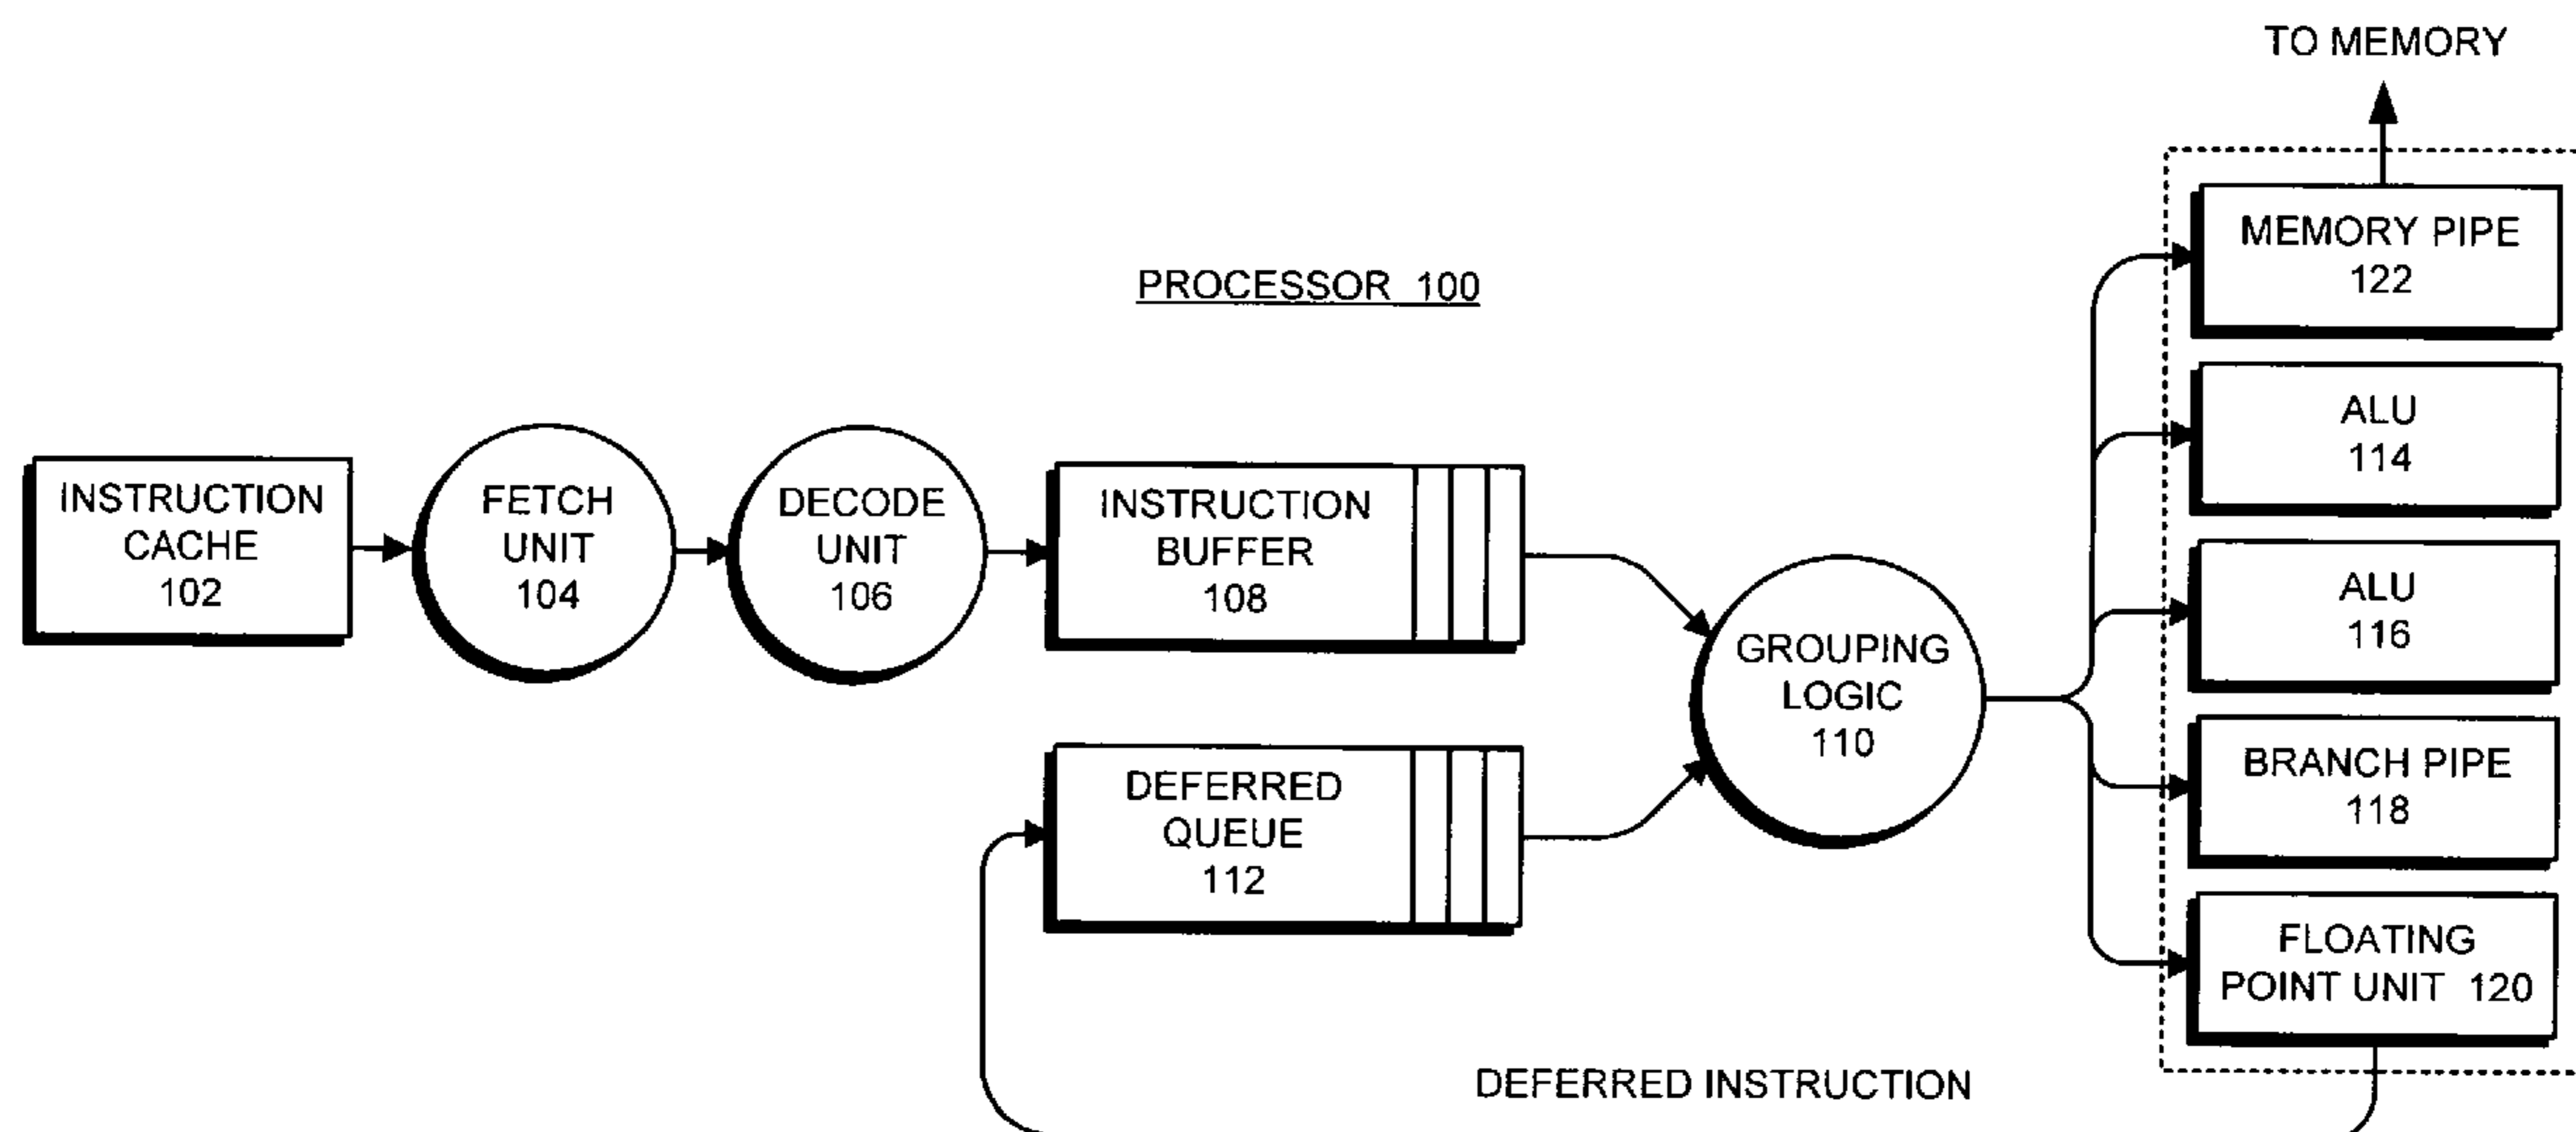 TO MEMORY
PROCESSOR 100
MEMORY PIPE
122
ALU
114
INSTRUCTION
CACHE
102
FETCH
UNIT
104
DECODE
UNIT
106
INSTRUCTION
BUFFER
108
ALU
116
GROUPING
LOGIC
110
DEFERRED
QUEUE
112
BRANCH PIPE
118
FLOATING
POINT UNIT 120
DEFERRED INSTRUCTION